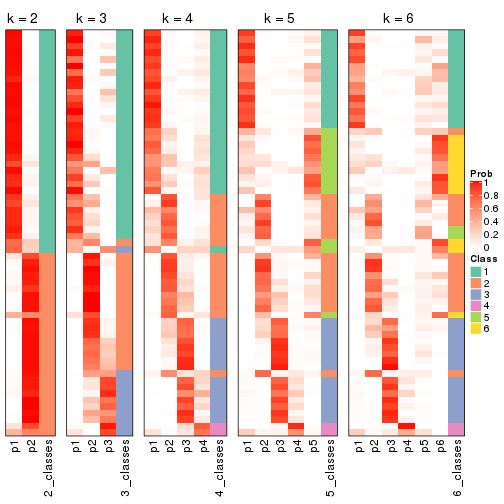 k = 2
k = 3
k = 4
k = 5
k = 6
Prob
1
0.8
0.6
0.4
0.2
0
Class
1
2
3
4
5
6
p1
p2
2_classes
p1
p2
p3
3_classes
p1
p2
p3
p4
4_classes
p1
p2
p3
p4
p5
5_classes
p1
p2
p3
p4
p5
p6
6_classes